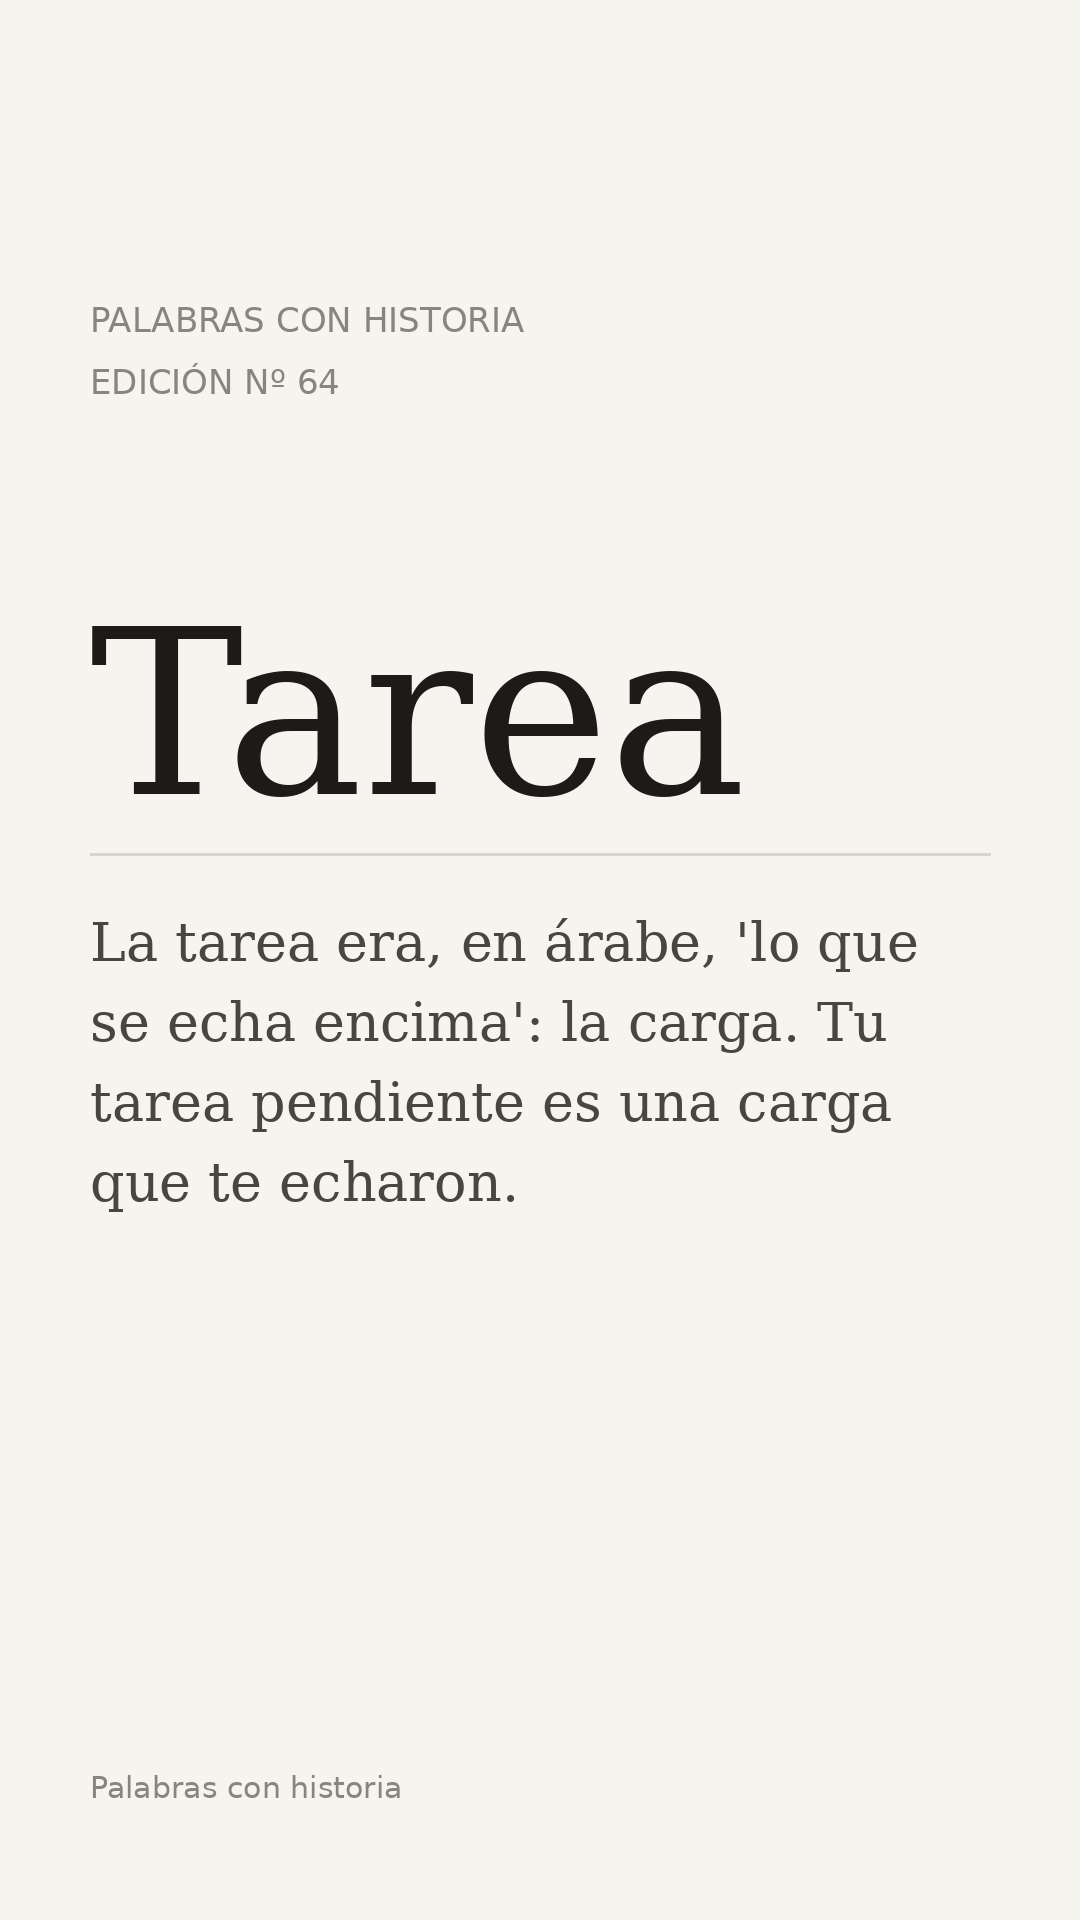 PALABRAS CON HISTORIA
EDICIÓN Nº 64
Tarea
La tarea era, en árabe, 'lo que
se echa encima': la carga. Tu
tarea pendiente es una carga
que te echaron.
Palabras con historia